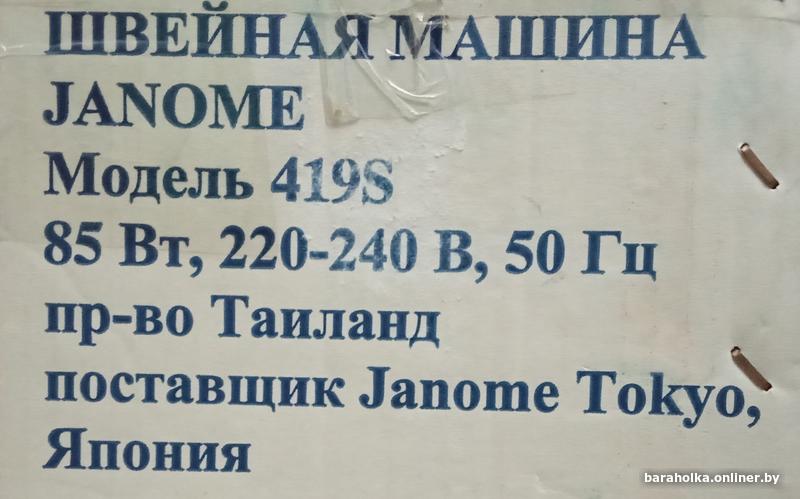 ШВЕЙНАЯ МАШИНА
JANOME
Модель 419S
85 Вт, 220-240 В, 50 Гц
пр-во Таиланд
поставщик Janome Tokyo,
Япония
baraholka.onliner.by